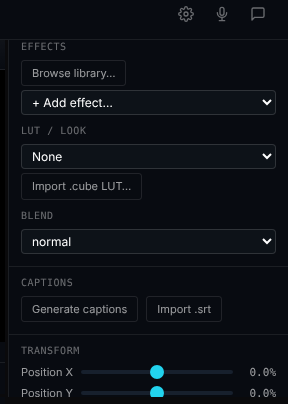 EFFECTS
Browse library...
+ Add effect...
LUT / LOOK
None
Import .cube LUT...
BLEND
normal
CAPTIONS
Generate captions Import .srt
TRANSFORM
Position X 0.0%
Position Y 0.0%